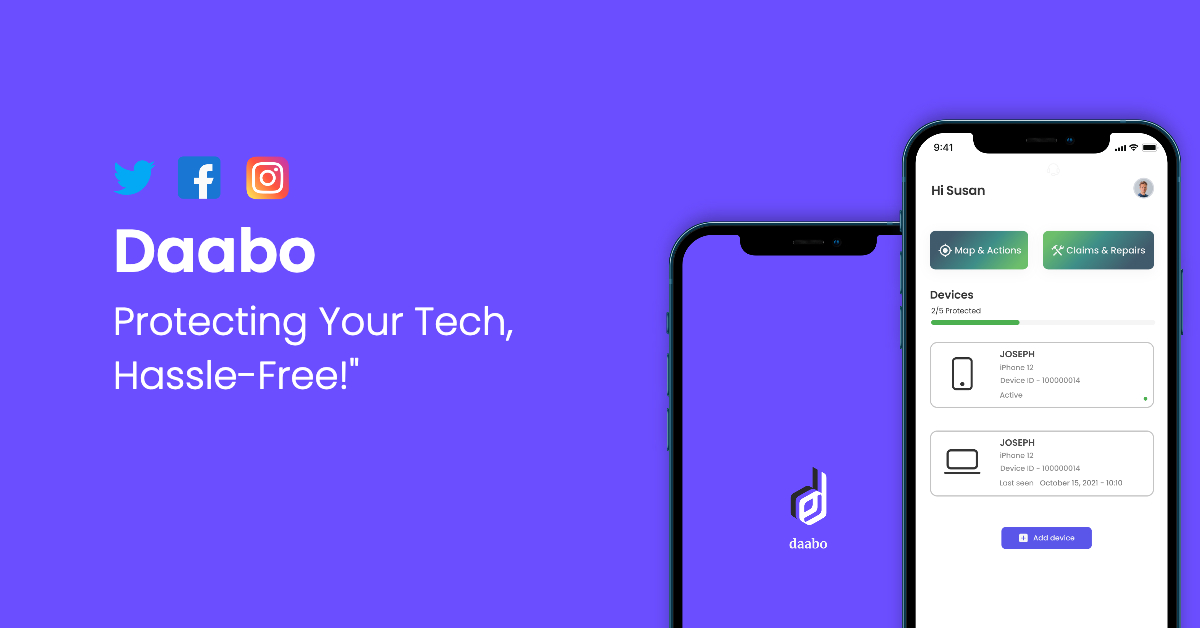 Daabo
Protecting Your Tech,
Hassle-Free!"
daabo
9:41
Hi Susan
Map & Actions
Claims & Repairs
Devices
2/5 Protected
JOSEPH
iPhone 12
Device ID - 100000014
Active
JOSEPH
iPhone 12
Device ID - 100000014
Last seen October 15, 2021 - 10:10
Add device